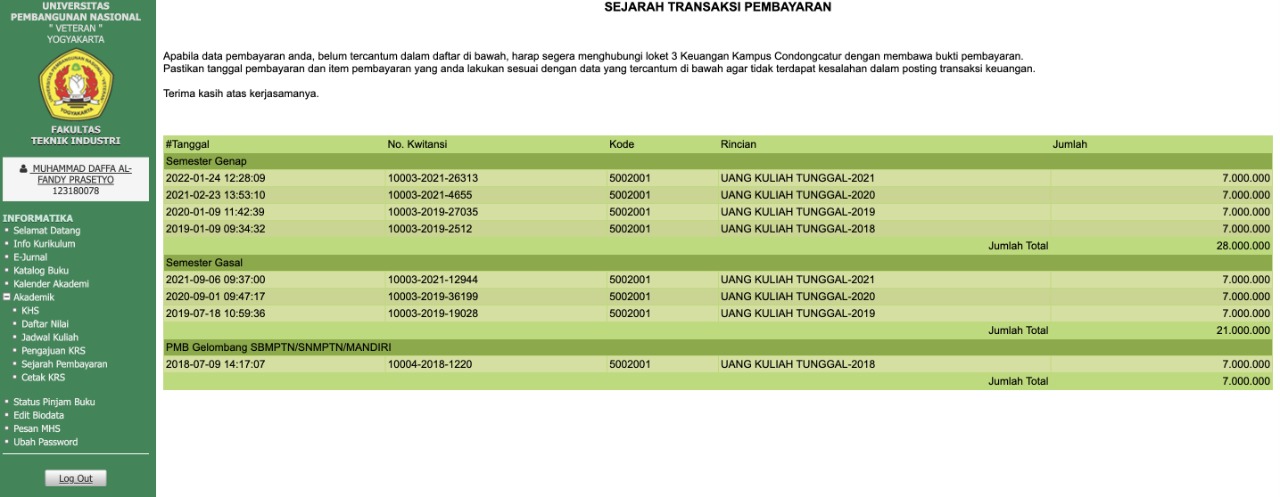 UNIVERSITAS
PEMBANGUNAN NASIONAL
" VETERAN "
YOGYAKARTA
FAKULTAS
TEKNIK INDUSTRI
MUHAMMAD DAFFA AL-
FANDY PRASETYO
123180078
INFORMATIKA
Selamat Datang
Info Kurikulum
E-Jurnal
Katalog Buku
Kalender Akademi
Akademik
KHS
Daftar Nilai
Jadwal Kuliah
Pengajuan KRS
Sejarah Pembayaran
Cetak KRS
Status Pinjam Buku
Edit Biodata
Pesan MHS
Ubah Password
Log Out
SEJARAH TRANSAKSI PEMBAYARAN
Apabila data pembayaran anda, belum tercantum dalam daftar di bawah, harap segera menghubungi loket 3 Keuangan Kampus Condongcatur dengan membawa bukti pembayaran.
Pastikan tanggal pembayaran dan item pembayaran yang anda lakukan sesuai dengan data yang tercantum di bawah agar tidak terdapat kesalahan dalam posting transaksi keuangan.
Terima kasih atas kerjasamanya.
#Tanggal No. Kwitansi Kode Rincian Jumlah
Semester Genap
2022-01-24 12:28:09 10003-2021-26313 5002001 UANG KULIAH TUNGGAL-2021 7.000.000
2021-02-23 13:53:10 10003-2021-4655 5002001 UANG KULIAH TUNGGAL-2020 7.000.000
2020-01-09 11:42:39 10003-2019-27035 5002001 UANG KULIAH TUNGGAL-2019 7.000.000
2019-01-09 09:34:32 10003-2019-2512 5002001 UANG KULIAH TUNGGAL-2018 7.000.000
Jumlah Total 28.000.000
Semester Gasal
2021-09-06 09:37:00 10003-2021-12944 5002001 UANG KULIAH TUNGGAL-2021 7.000.000
2020-09-01 09:47:17 10003-2019-36199 5002001 UANG KULIAH TUNGGAL-2020 7.000.000
2019-07-18 10:59:36 10003-2019-19028 5002001 UANG KULIAH TUNGGAL-2019 7.000.000
Jumlah Total 21.000.000
PMB Gelombang SBMPTN/SNMPTN/MANDIRI
2018-07-09 14:17:07 10004-2018-1220 5002001 UANG KULIAH TUNGGAL-2018 7.000.000
Jumlah Total 7.000.000